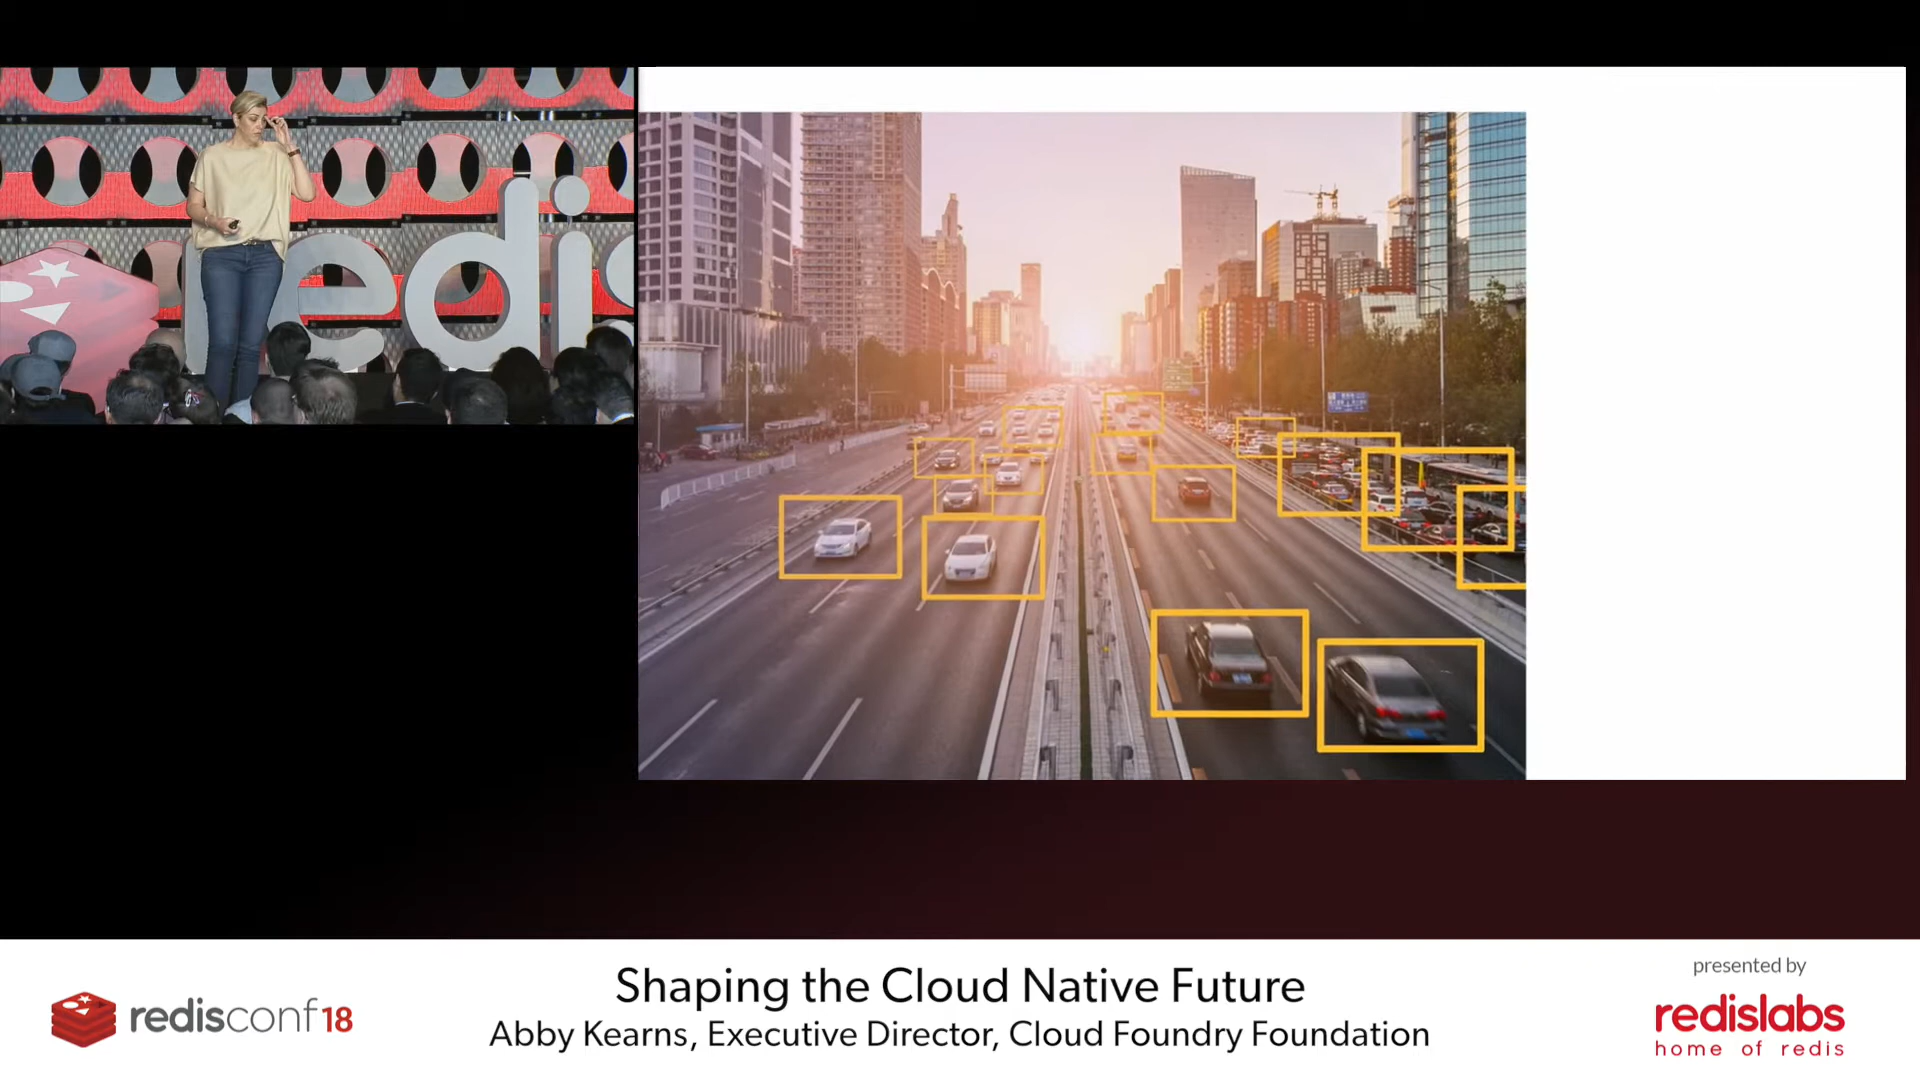 redis
redisconf18
Shaping the Cloud Native Future
Abby Kearns, Executive Director, Cloud Foundry Foundation
presented by
redislabs
home of redis